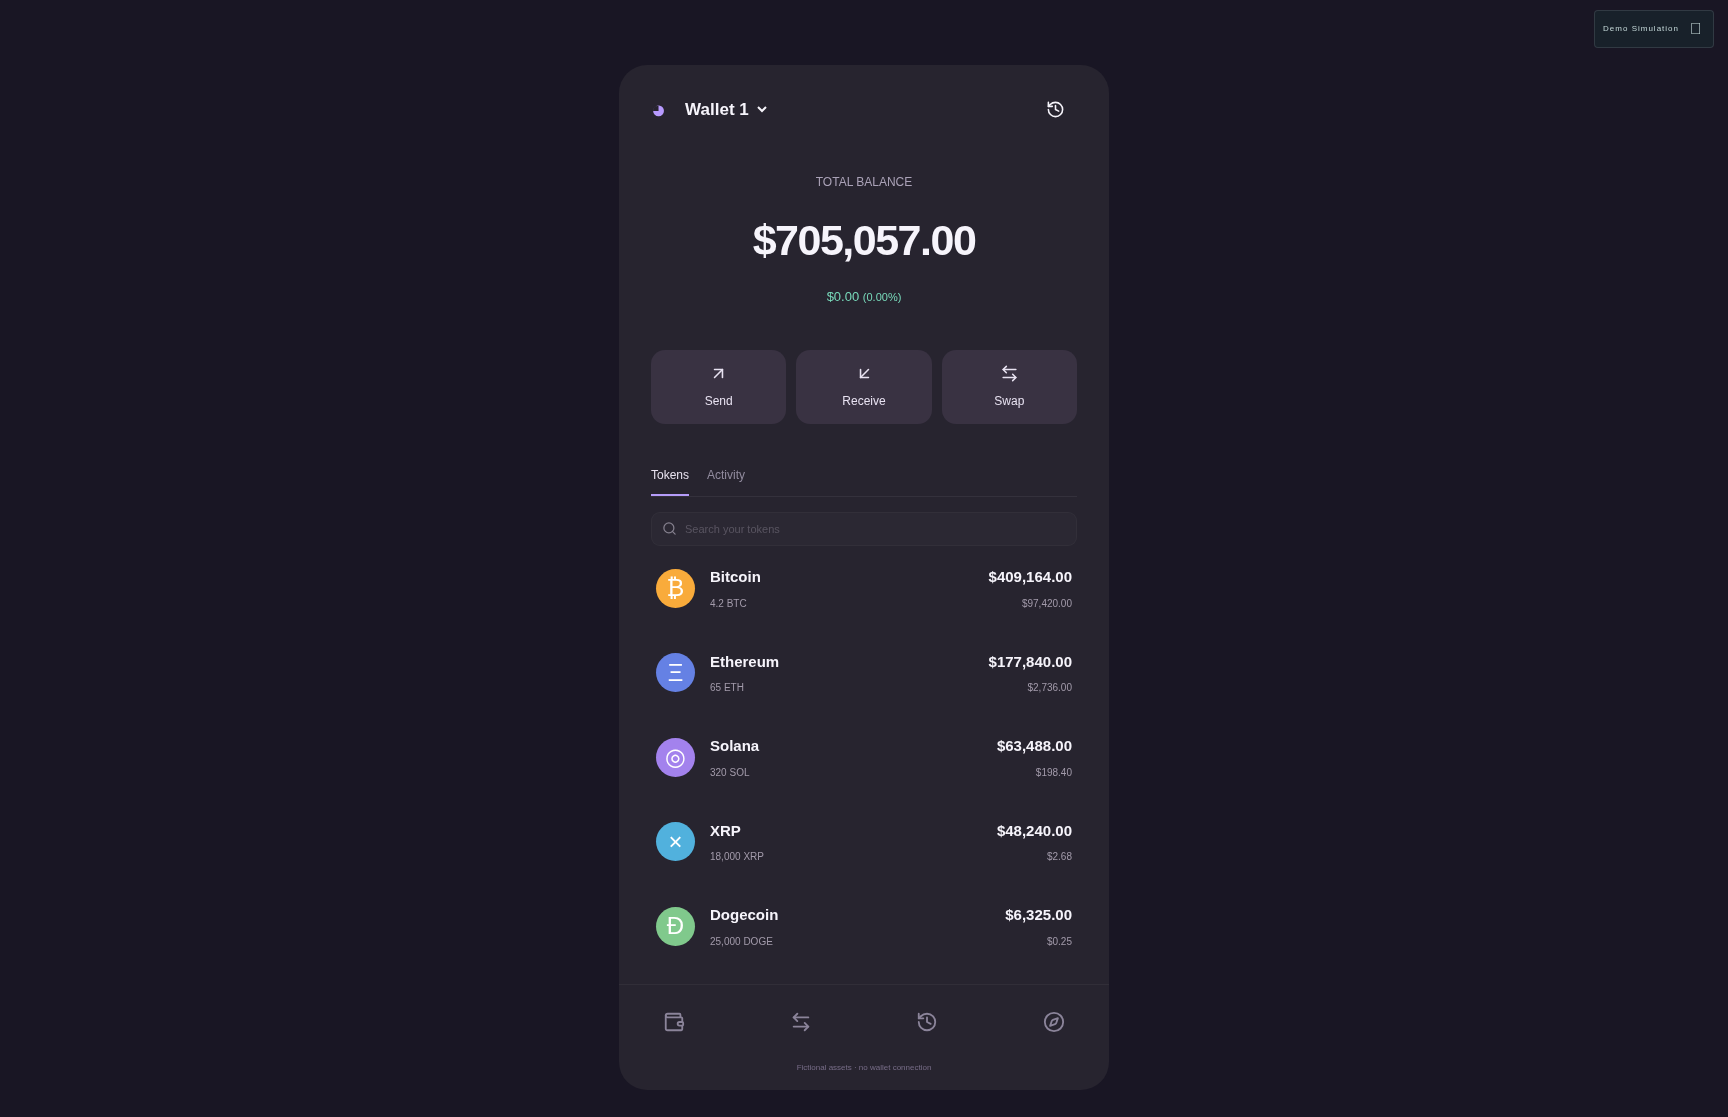 Demo Simulation
Wallet 1
TOTAL BALANCE
$705,057.00
$0.00 (0.00%)
Send
Receive
Swap
Tokens
Activity
Search your tokens
Bitcoin
$409,164.00
4.2 BTC
$97,420.00
Ethereum
$177,840.00
65 ETH
$2,736.00
Solana
$63,488.00
320 SOL
$198.40
XRP
$48,240.00
18,000 XRP
$2.68
Dogecoin
$6,325.00
25,000 DOGE
$0.25
Fictional assets · no wallet connection